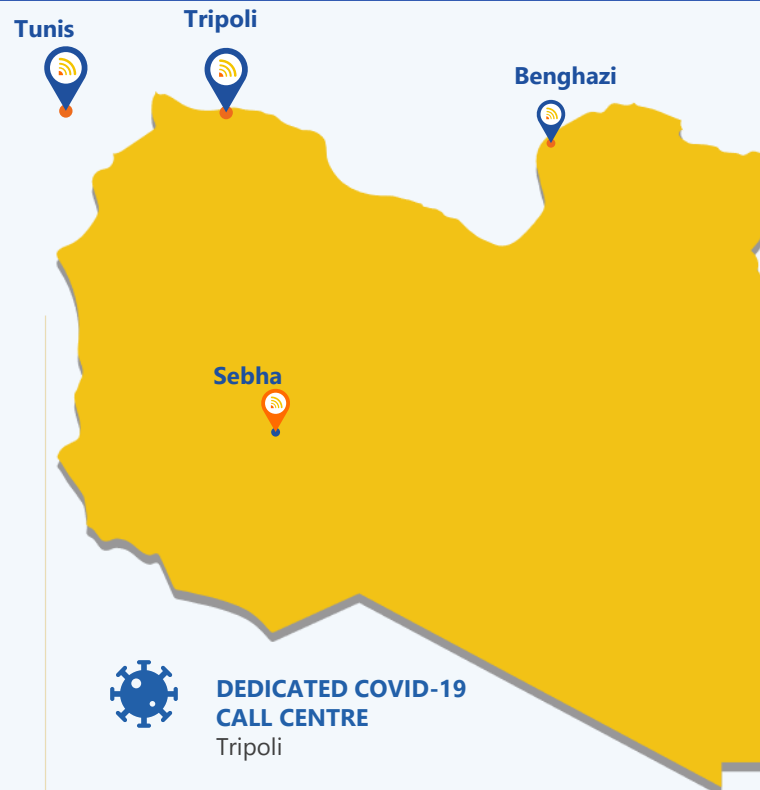 Tunis
Tripoli
Benghazi
Sebha
DEDICATED COVID-19
CALL CENTRE
Tripoli